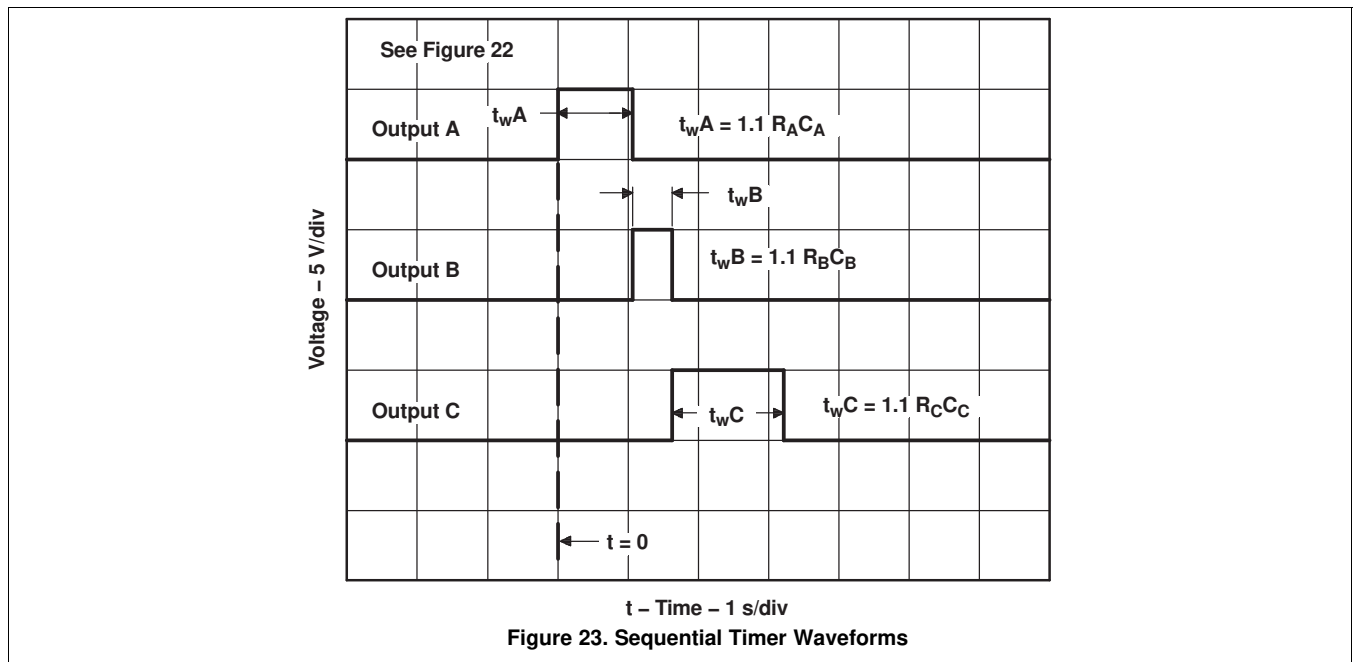 See Figure 22
twA
Output A
twA = 1.1 RACA
twB
Output B
twB = 1.1 RBCB
Output C
twC
twC = 1.1 RCCC
t = 0
Voltage – 5 V/div
t – Time – 1 s/div
Figure 23. Sequential Timer Waveforms